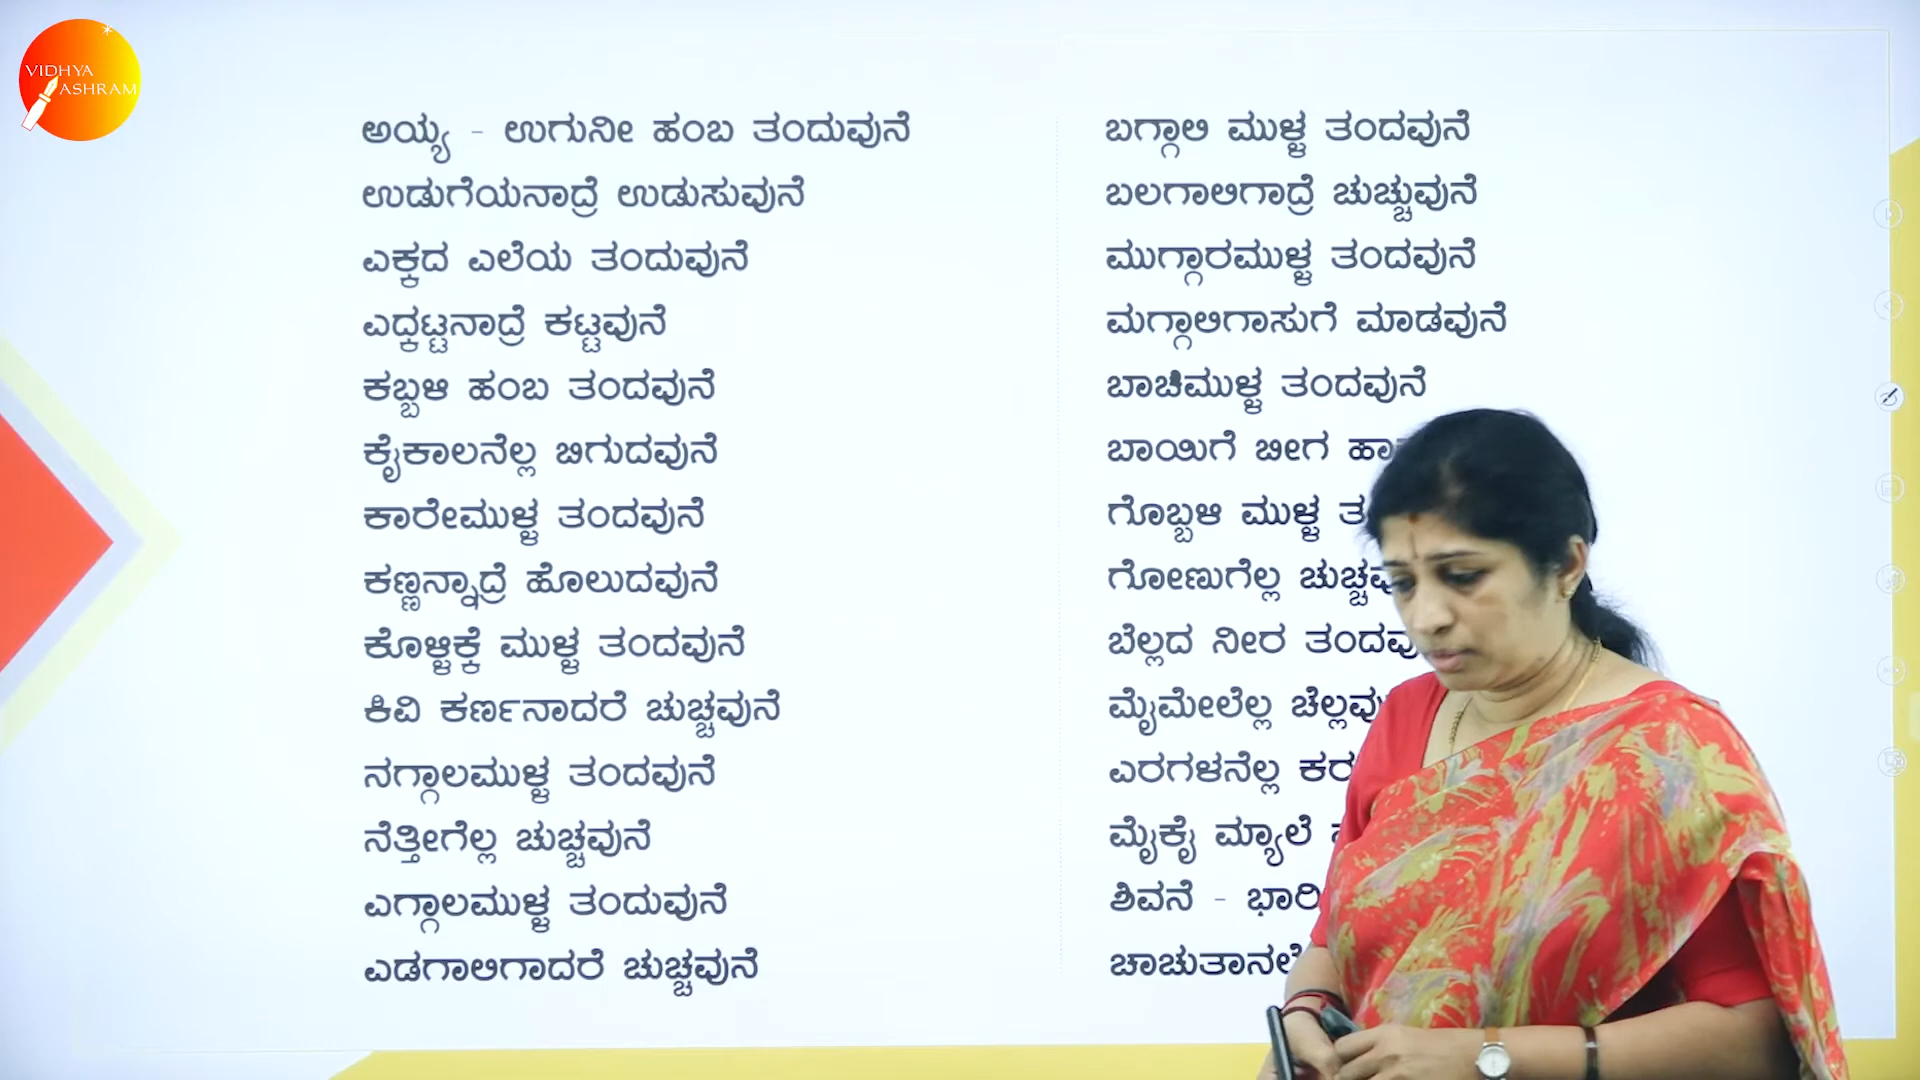 VIDHYA
ASHRAM
ಅಯ್ಯ - ಉಗುನೀ ಹಂಬ ತಂದುವುನೆ
ಉಡುಗೆಯನಾದ್ರೆ ಉಡುಸುವುನೆ
ಎಕ್ಕದ ಎಲೆಯ ತಂದುವುನೆ
ಎದ್ಕಟ್ಟನಾದ್ರೆ ಕಟ್ಟವುನೆ
ಕಬ್ಬಳಿ ಹಂಬ ತಂದವುನೆ
ಕೈಕಾಲನೆಲ್ಲ ಬಿಗುದವುನೆ
ಕಾರೇಮುಳ್ಳ ತಂದವುನೆ
ಕಣ್ಣನ್ನಾದ್ರೆ ಹೊಲುದವುನೆ
ಕೊಳ್ಳಿಕ್ಕೆ ಮುಳ್ಳ ತಂದವುನೆ
ಕಿವಿ ಕರ್ಣನಾದರೆ ಚುಚ್ಚವುನೆ
ನಗ್ಗಾಲಮುಳ್ಳ ತಂದವುನೆ
ನೆತ್ತೀಗೆಲ್ಲ ಚುಚ್ಚವುನೆ
ಎಗ್ಗಾಲಮುಳ್ಳ ತಂದುವುನೆ
ಎಡಗಾಲಿಗಾದರೆ ಚುಚ್ಚವುನೆ
ಬಗ್ಗಾಲಿ ಮುಳ್ಳ ತಂದವುನೆ
ಬಲಗಾಲಿಗಾದ್ರೆ ಚುಚ್ಚುವುನೆ
ಮುಗ್ಗಾರಮುಳ್ಳ ತಂದವುನೆ
ಮಗ್ಗಾಲಿಗಾಸುಗೆ ಮಾಡವುನೆ
ಬಾಚಿಮುಳ್ಳ ತಂದವುನೆ
ಬಾಯಿಗೆ ಬೀಗ
ಗೊಬ್ಬಳಿ ಮುಳ್ಳ
ಗೋಣುಗೆಲ್ಲ
ಬೆಲ್ಲದ ನೀರ
ಮೈಮೇಲೆಲ್ಲ
ಎರಗಳನೆಲ್ಲ
ಮೈಕೈ ಮ್ಯಾಲೆ
ಶಿವನೆ -